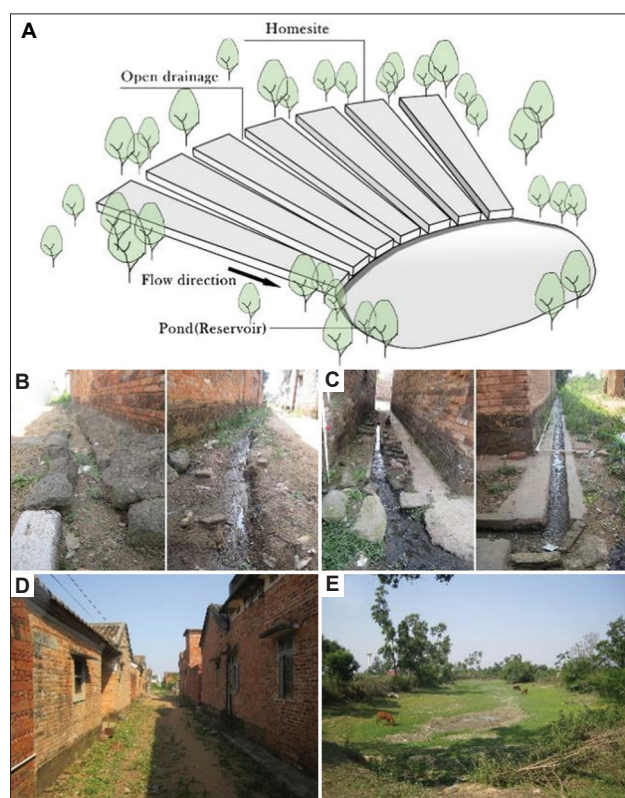 A
Homesite
Open drainage
Flow direction
Pond(Reservoir)
B
C
D
E